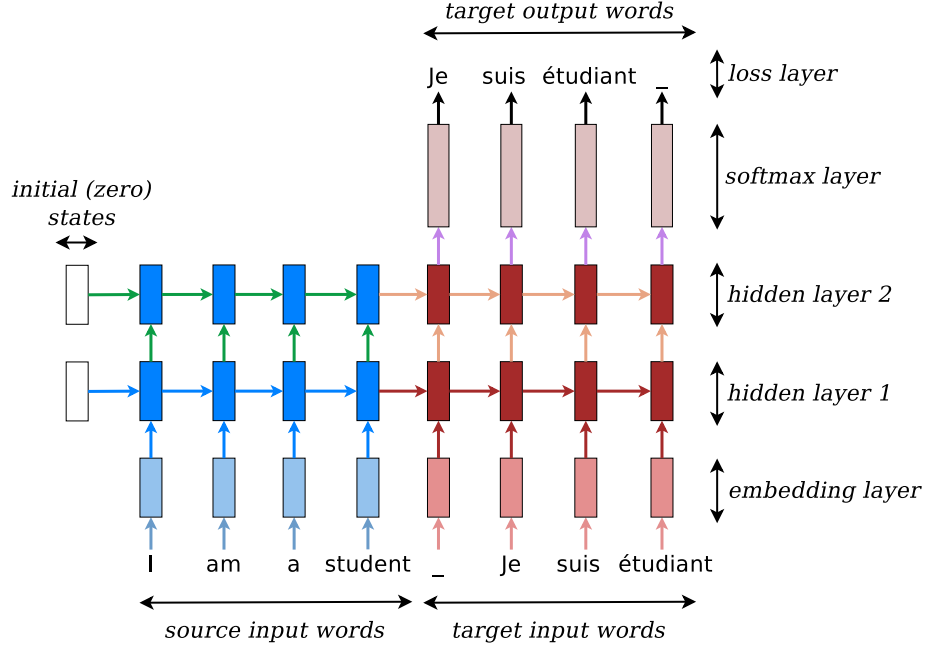 target output words
Je suis étudiant _
loss layer
softmax layer
initial (zero)
states
hidden layer 2
hidden layer 1
embedding layer
I am a student _ Je suis étudiant
source input words
target input words